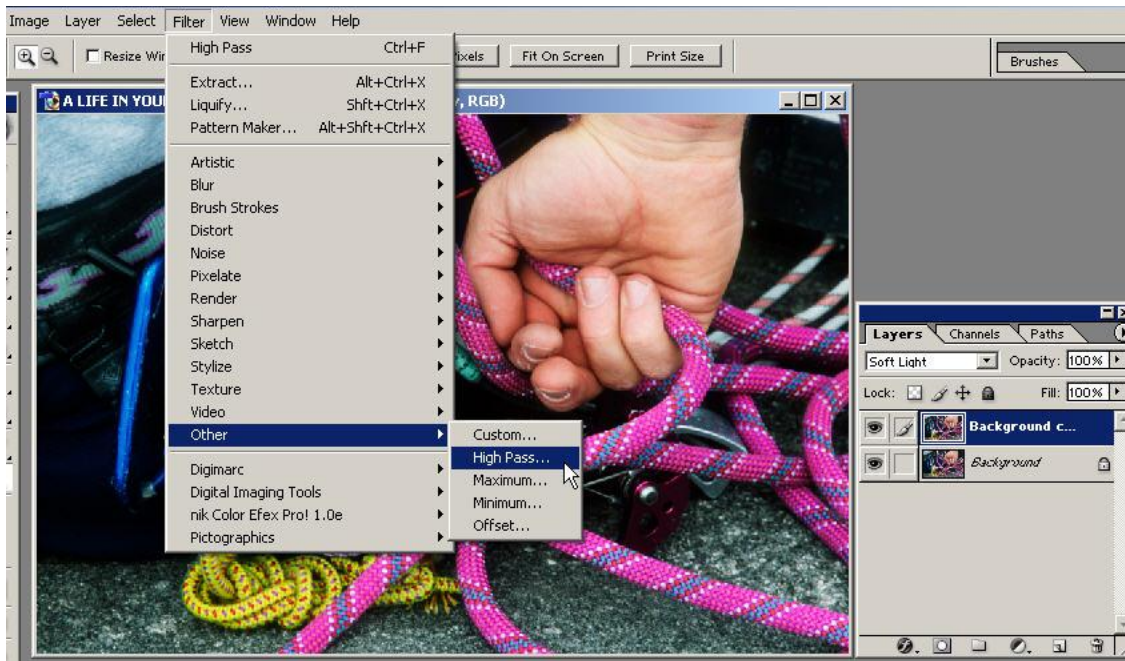 Image Layer Select Filter View Window Help
Resize Wir
ixels Fit On Screen Print Size
Brushes
High Pass Ctrl+F
Extract... Alt+Ctrl+X
Liquify... Shft+Ctrl+X
Pattern Maker... Alt+Shft+Ctrl+X
Artistic
Blur
Brush Strokes
Distort
Noise
Pixelate
Render
Sharpen
Sketch
Stylize
Texture
Video
Other
Digimarc
Digital Imaging Tools
nik Color Efex Pro! 1.0e
Pictographics
Custom...
High Pass...
Maximum...
Minimum...
Offset...
A LIFE IN YOU
, RGB)
Layers Channels Paths
Soft Light Opacity: 100%
Lock: Fill: 100%
Background c...
Background